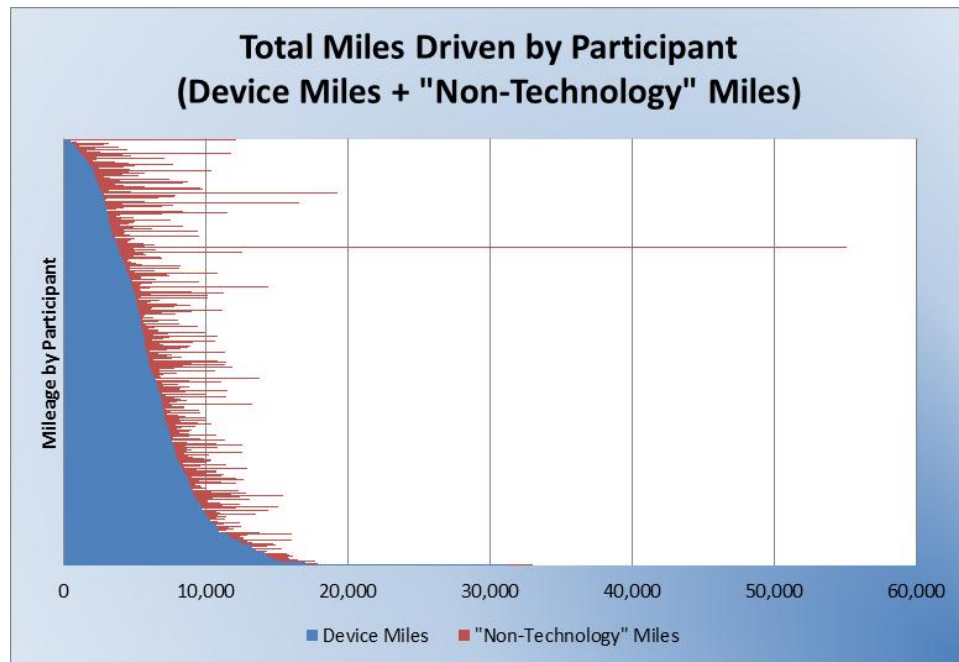 Total Miles Driven by Participant
(Device Miles + "Non-Technology" Miles)
Mileage by Participant
0 10,000 20,000 30,000 40,000 50,000 60,000
Device Miles "Non-Technology" Miles